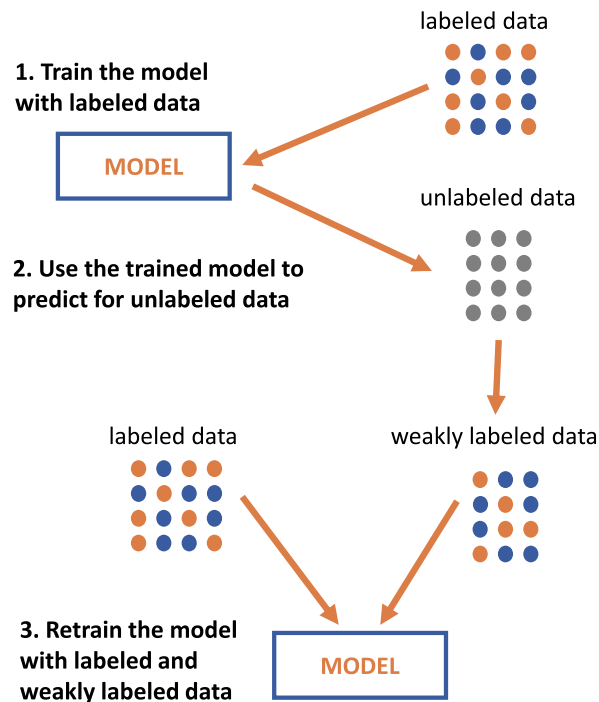 labeled data
1. Train the model
with labeled data
MODEL
unlabeled data
2. Use the trained model to
predict for unlabeled data
labeled data
weakly labeled data
3. Retrain the model
with labeled and
weakly labeled data
MODEL